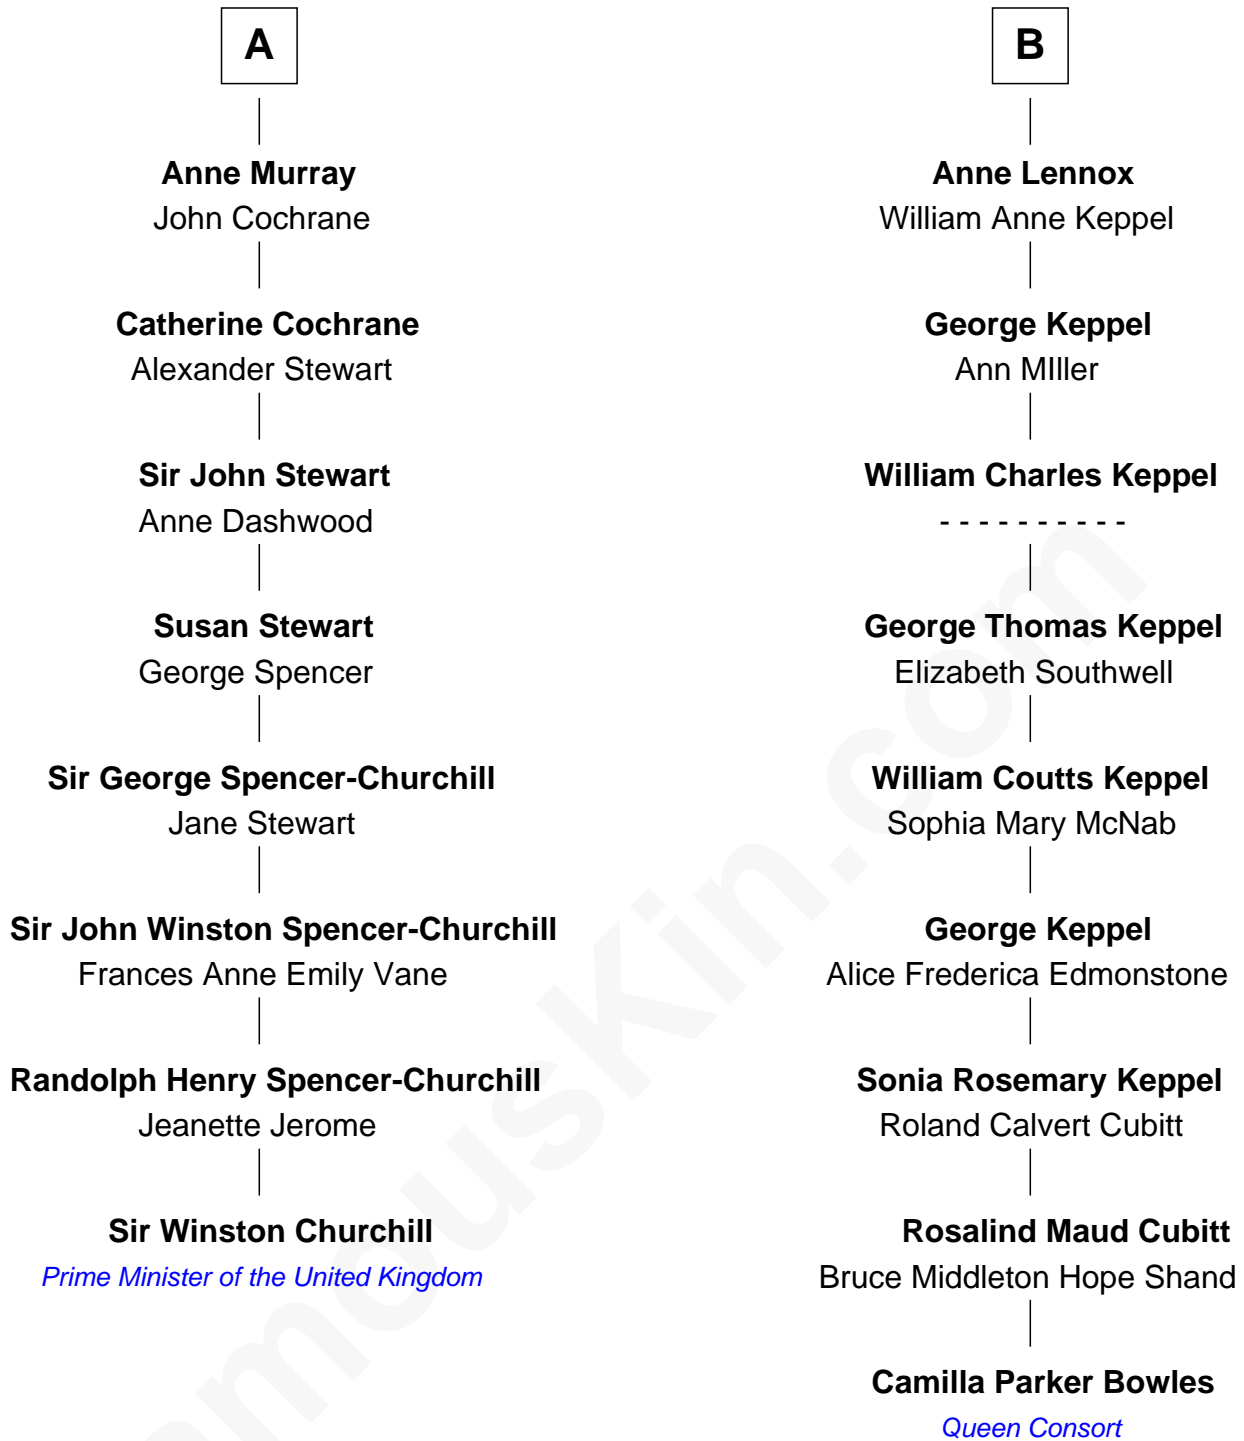 A
Anne Murray
John Cochrane
Catherine Cochrane
Alexander Stewart
Sir John Stewart
Anne Dashwood
Susan Stewart
George Spencer
Sir George Spencer-Churchill
Jane Stewart
Sir John Winston Spencer-Churchill
Frances Anne Emily Vane
Randolph Henry Spencer-Churchill
Jeanette Jerome
Sir Winston Churchill
Prime Minister of the United Kingdom
B
Anne Lennox
William Anne Keppel
George Keppel
Ann MIller
William Charles Keppel
- - - - - - - - - -
George Thomas Keppel
Elizabeth Southwell
William Coutts Keppel
Sophia Mary McNab
George Keppel
Alice Frederica Edmonstone
Sonia Rosemary Keppel
Roland Calvert Cubitt
Rosalind Maud Cubitt
Bruce Middleton Hope Shand
Camilla Parker Bowles
Queen Consort
amouskin.com